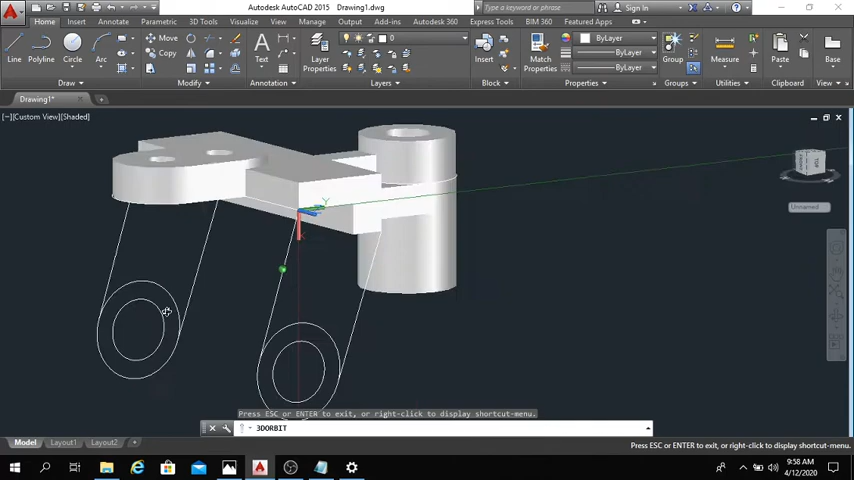 Autodesk AutoCAD 2015 Drawing1.dwg
Type a keyword or phrase
Sign In
Home Insert Annotate Parametric 3D Tools Visualize View Manage Output Add-ins Autodesk 360 Express Tools BIM 360 Featured Apps
Line Polyline Circle Arc
Move
Copy
Text
Layer
Properties
0
Insert
Match
Properties
ByLayer
ByLayer
ByLayer
Group
Measure
Paste
Base
Draw Modify Annotation Layers Block Properties Groups Utilities Clipboard View
Drawing1*
[−][Custom View][Shaded]
TOP
Unnamed
Y
Press ESC or ENTER to exit, or right-click to display shortcut-menu.
3DORBIT
Model Layout1 Layout2
Press ESC or ENTER to exit, or right-click to display shortcut-menu.
9:58 AM
4/12/2020